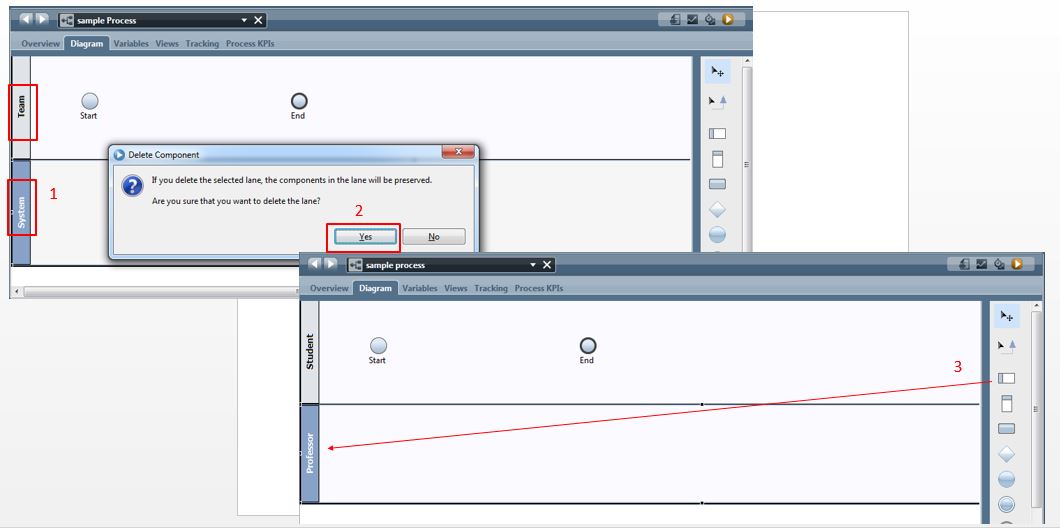 sample Process
Overview Diagram Variables Views Tracking Process KPIs
Team
Start
End
Delete Component
If you delete the selected lane, the components in the lane will be preserved.
Are you sure that you want to delete the lane?
System
1
2
Yes No
sample process
Overview Diagram Variables Views Tracking Process KPIs
Student
Start
End
3
Professor